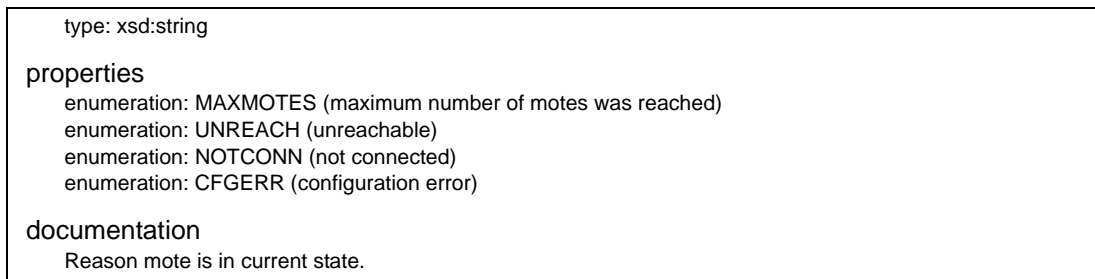 type: xsd:string
properties
enumeration: MAXMOTES (maximum number of motes was reached)
enumeration: UNREACH (unreachable)
enumeration: NOTCONN (not connected)
enumeration: CFGERR (configuration error)
documentation
Reason mote is in current state.